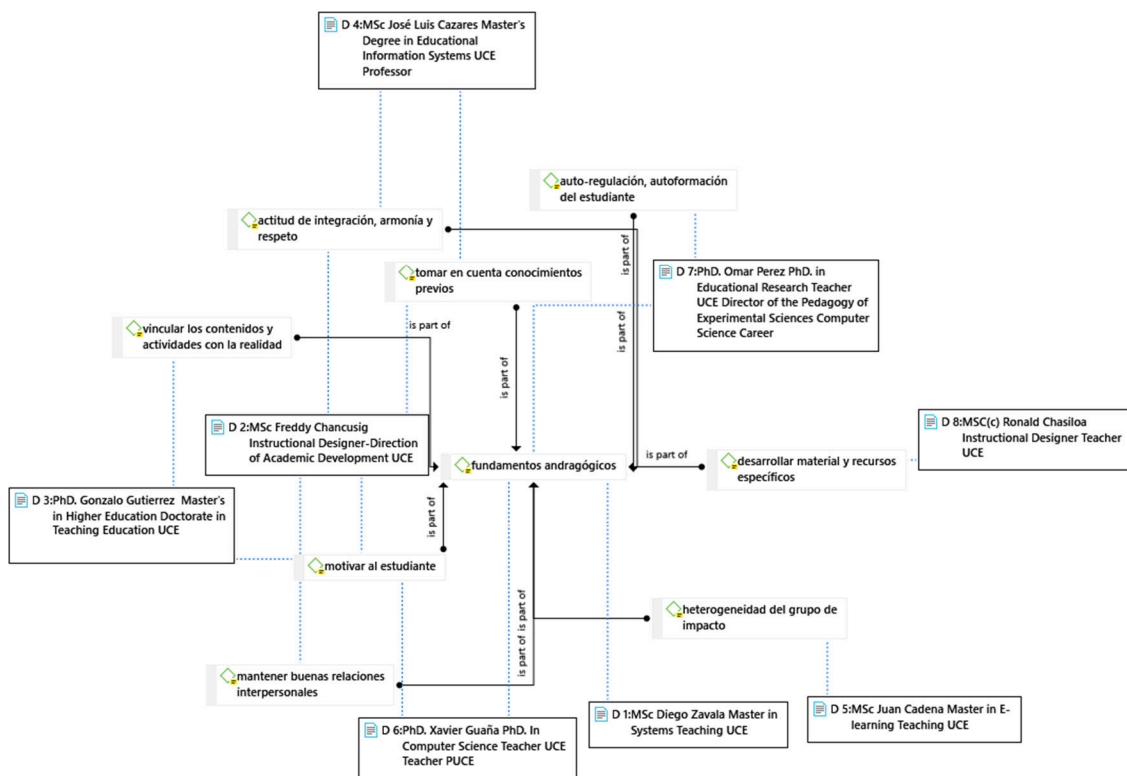 D 4:MSc José Luis Cazares Master's
Degree in Educational
Information Systems UCE
Professor
auto-regulación, autoformación
del estudiante
actitud de integración, armonía y
respeto
is part of
tomar en cuenta conocimientos
previos
D 7:PhD. Omar Perez PhD. in
Educational Research Teacher
UCE Director of the Pedagogy of
Experimental Sciences Computer
Science Career
vincular los contenidos y
actividades con la realidad
is part of
is part of
is part of
D 2:MSc Freddy Chancusig
Instructional Designer-Direction
of Academic Development UCE
D 8:MSC(c) Ronald Chasiloa
Instructional Designer Teacher
UCE
fundamentos andragógicos
is part of
desarrollar material y recursos
específicos
D 3:PhD. Gonzalo Gutierrez Master's
in Higher Education Doctorate in
Teaching Education UCE
is part of
motivar al estudiante
is part of
is part of
heterogeneidad del grupo de
impacto
mantener buenas relaciones
interpersonales
D 6:PhD. Xavier Guaña PhD. In
Computer Science Teacher UCE
Teacher PUCE
D 1:MSc Diego Zavala Master in
Systems Teaching UCE
D 5:MSc Juan Cadena Master in E-
learning Teaching UCE